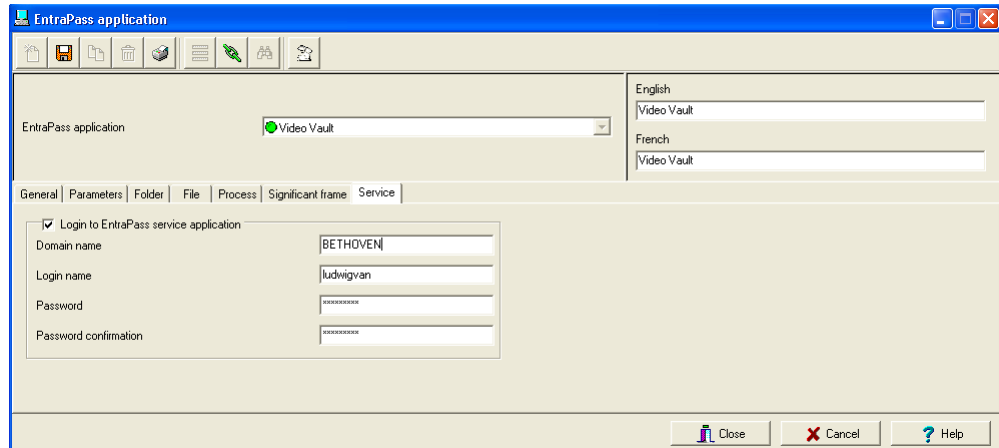 EntraPass application
English
Video Vault
EntraPass application
Video Vault
French
Video Vault
General Parameters Folder File Process Significant frame Service
Login to EntraPass service application
Domain name BETHOVEN
Login name ludwigvan
Password *********
Password confirmation *********
Close Cancel ? Help